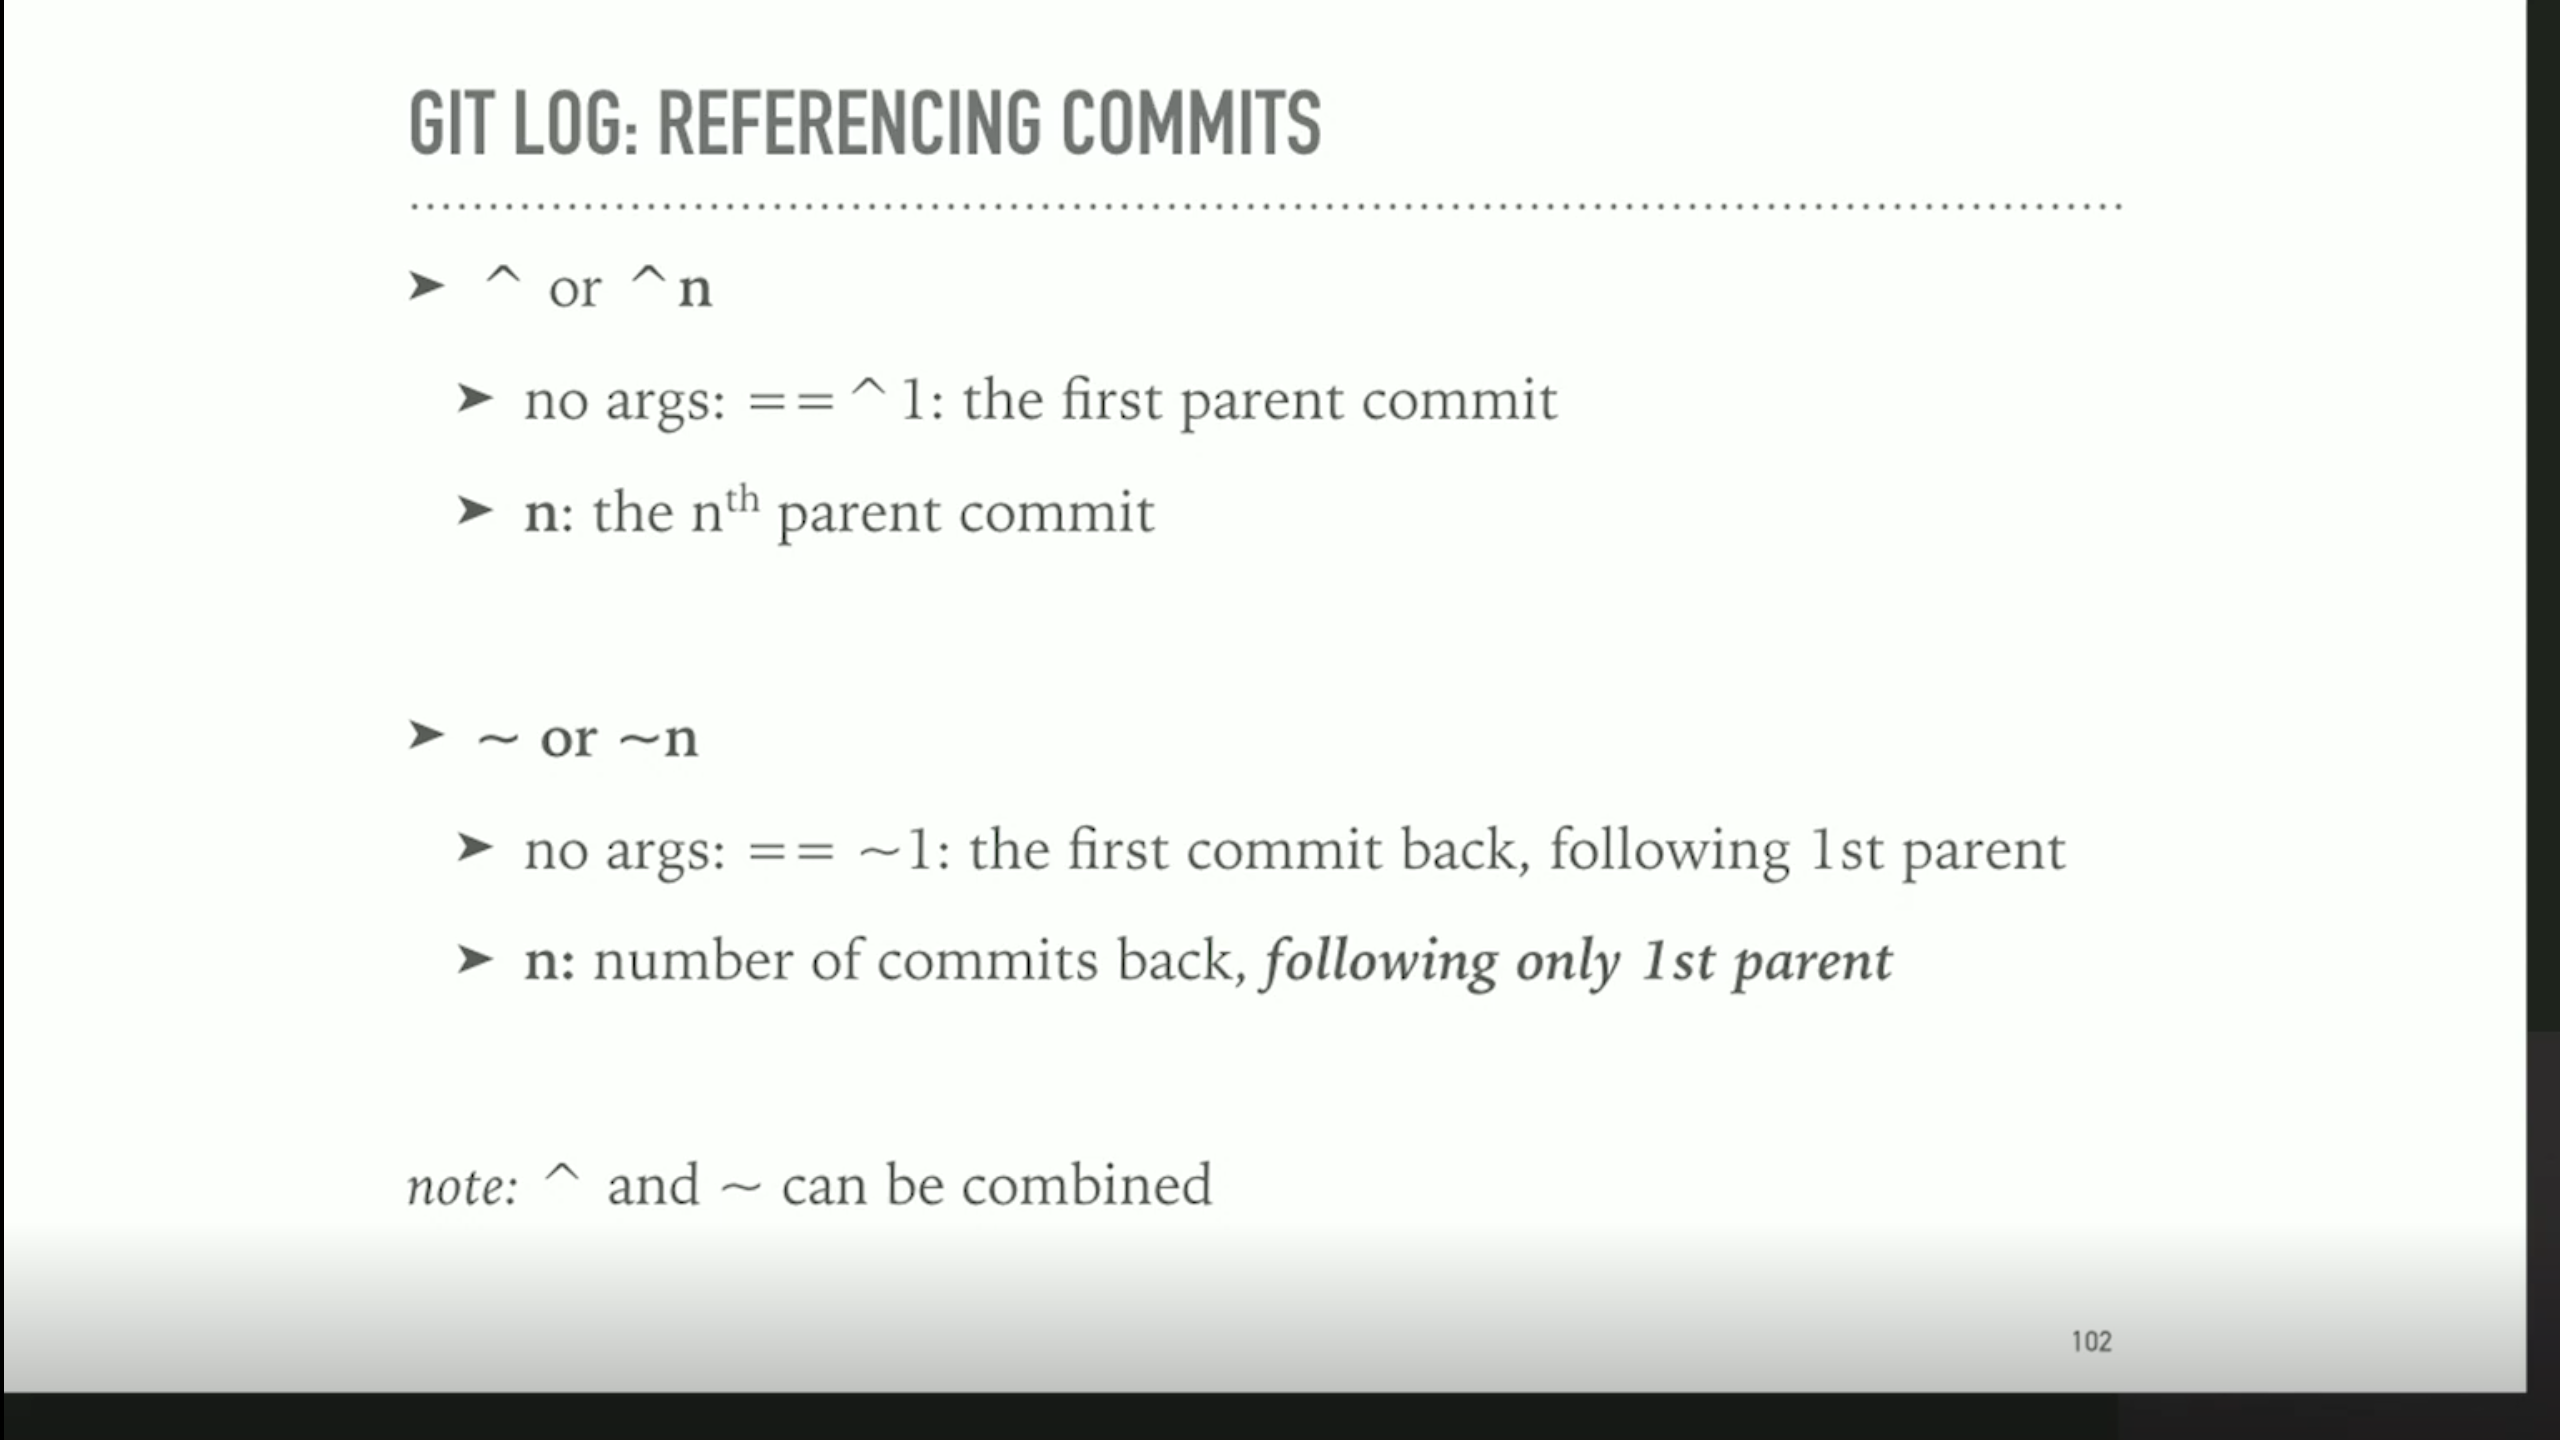 GIT LOG: REFERENCING COMMITS
➤ ^ or ^n
➤ no args: == ^1: the first parent commit
➤ n: the nth parent commit
➤ ~ or ~n
➤ no args: == ~1: the first commit back, following 1st parent
➤ n: number of commits back, following only 1st parent
note: ^ and ~ can be combined
102